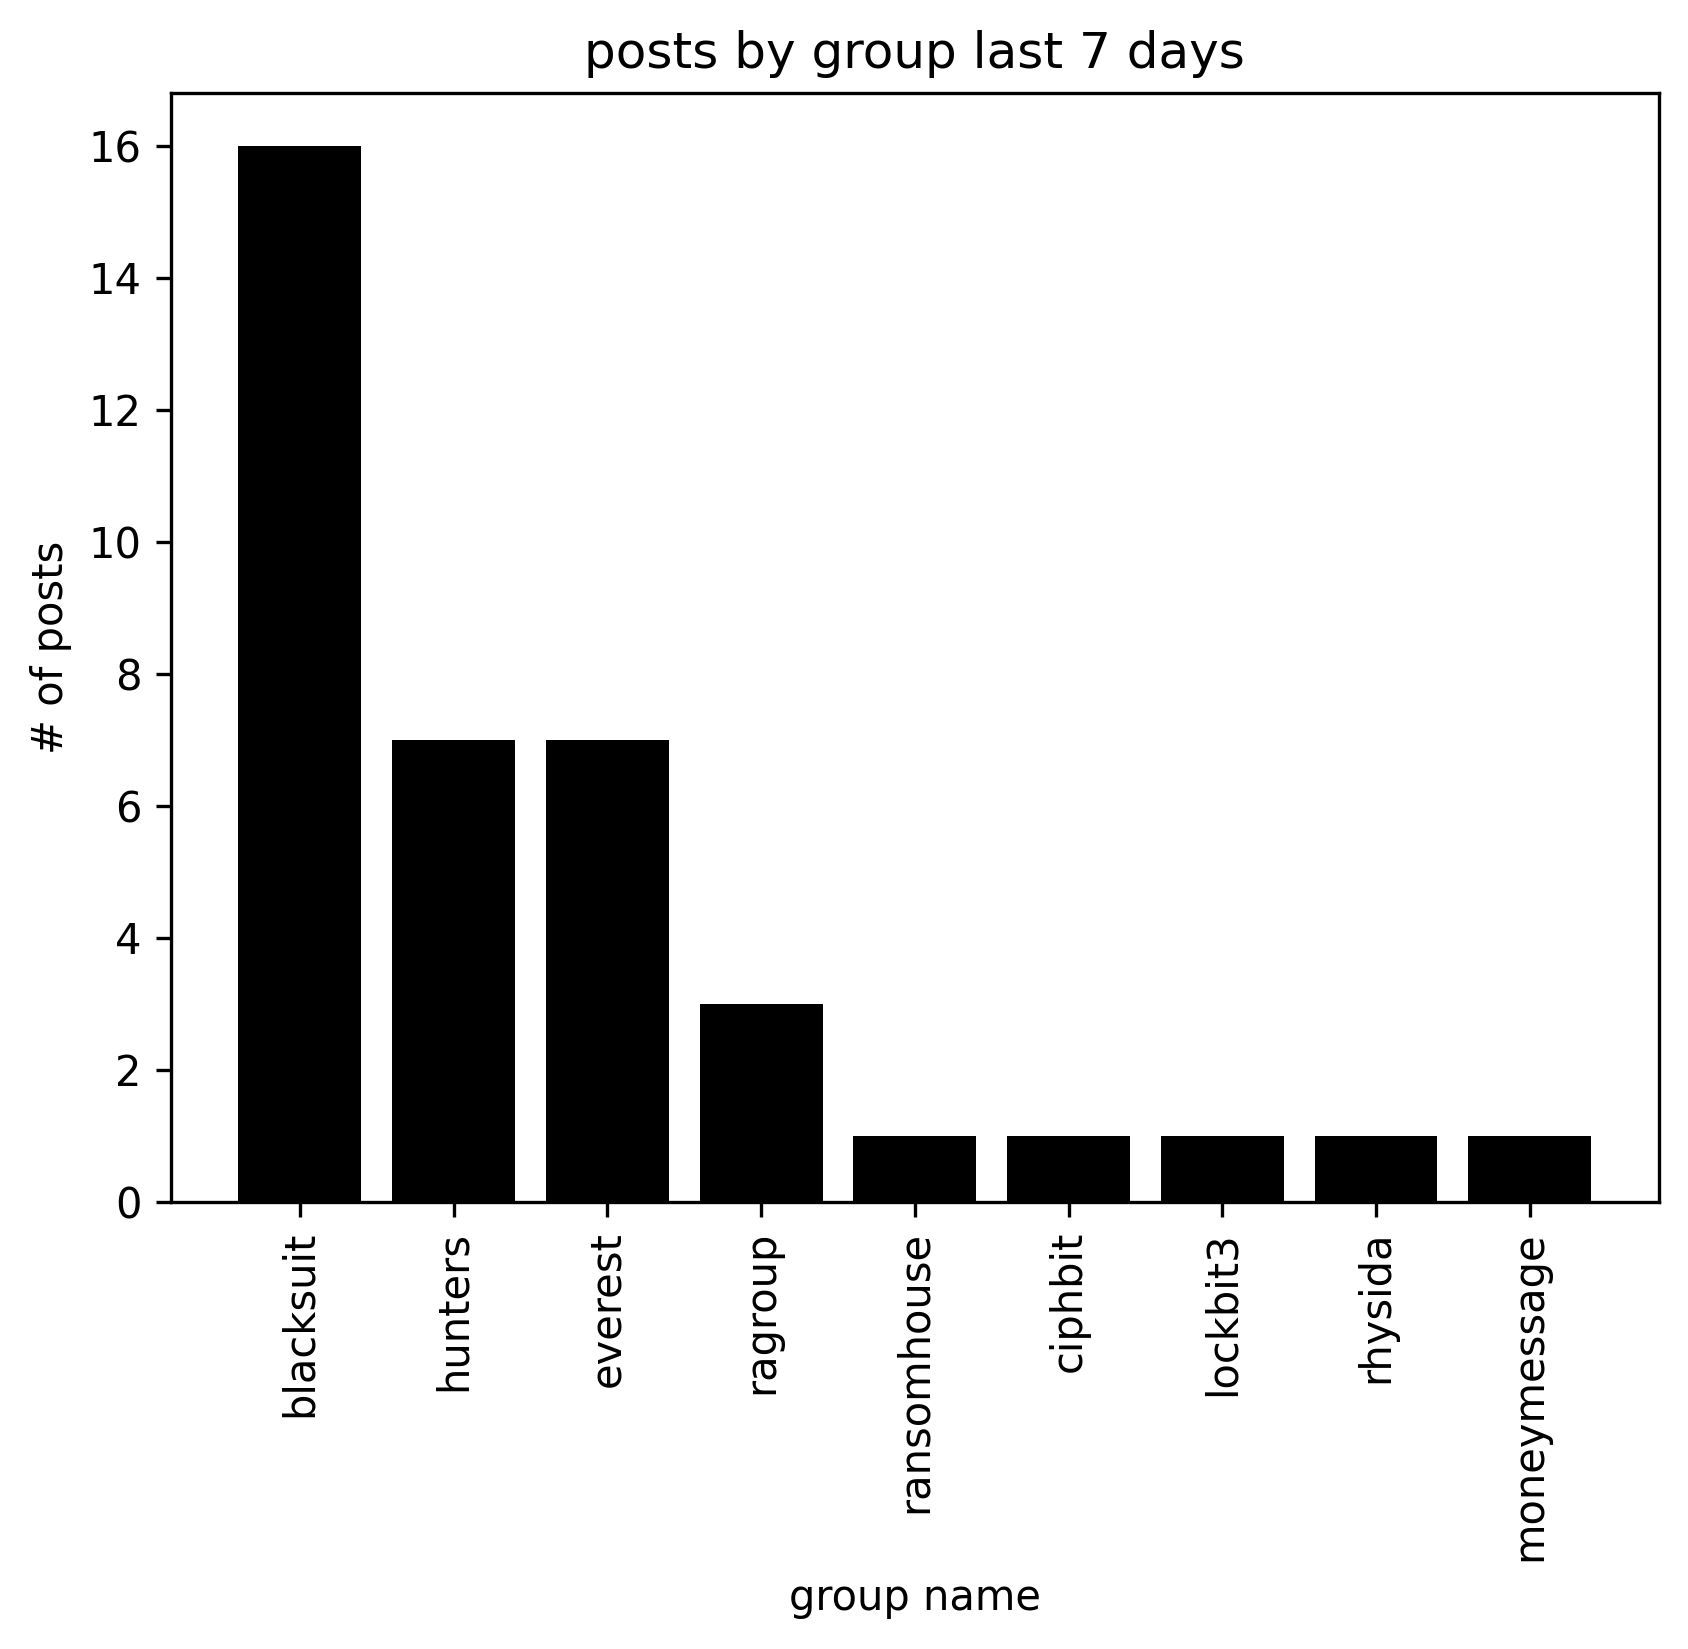 posts by group last 7 days
# of posts
16
14
12
10
8
6
4
2
0
blacksuit
hunters
everest
ragroup
ransomhouse
ciphbit
lockbit3
rhysida
moneymessage
group name